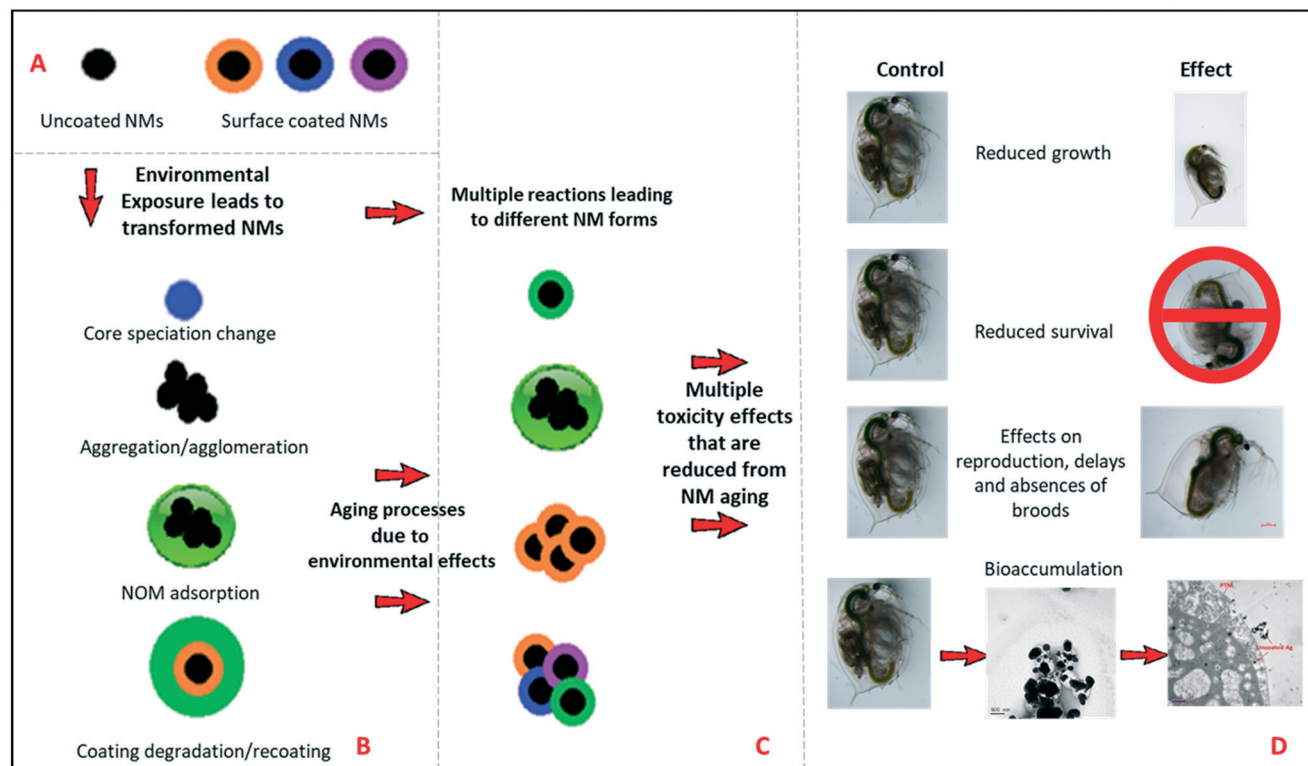 A
Uncoated NMs
Surface coated NMs
Environmental
Exposure leads to
transformed NMs
Core speciation change
Aggregation/agglomeration
NOM adsorption
Coating degradation/recoating
B
Aging processes
due to
environmental effects
Multiple reactions leading
to different NM forms
Multiple
toxicity effects
that are
reduced from
NM aging
C
Control
Effect
Reduced growth
Reduced survival
Effects on
reproduction, delays
and absences of
broods
Bioaccumulation
PTM
Uncoated Ag
D